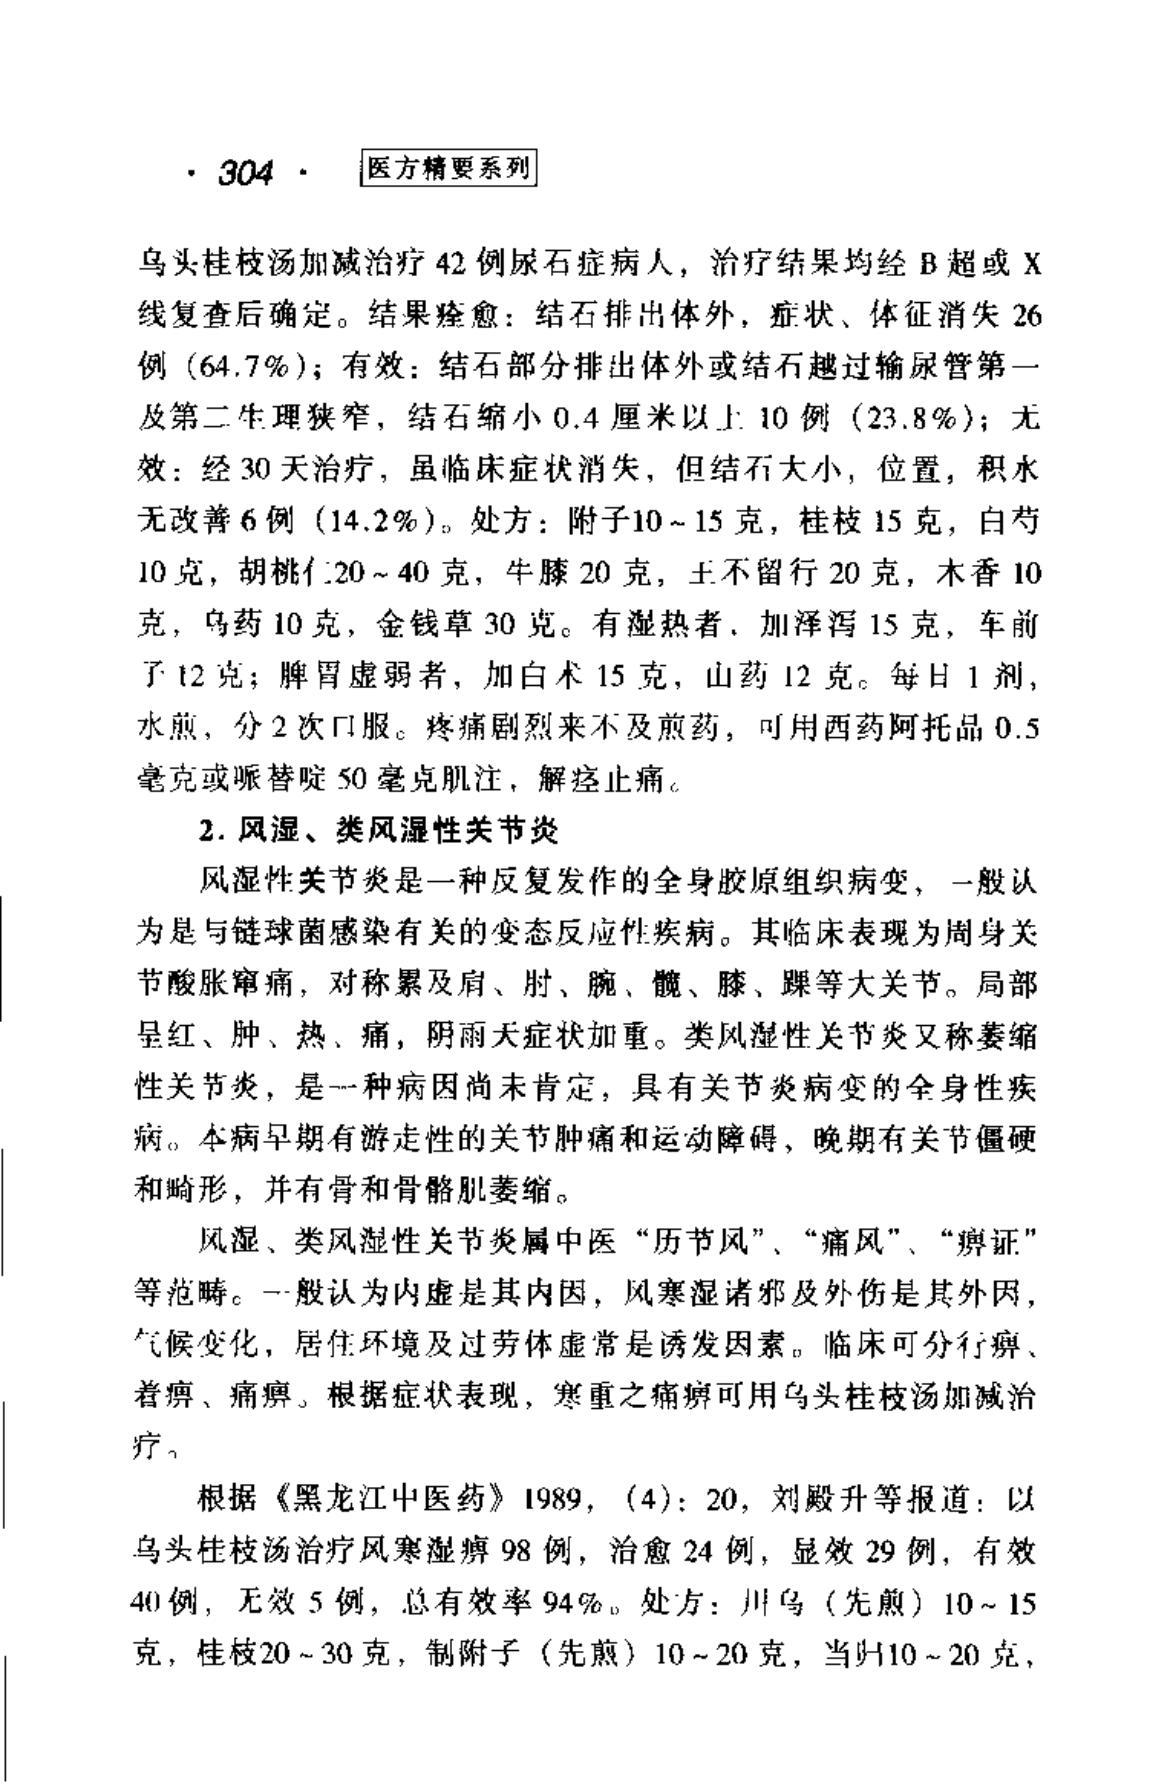 · 304 · 医方精要系列
乌头桂枝汤加减治疗 42 例尿石症病人，治疗结果均经 B 超或 X
线复查后确定。结果痊愈：结石排出体外，症状、体征消失 26
例（64.7%）；有效：结石部分排出体外或结石越过输尿管第一
及第二生理狭窄，结石缩小 0.4 厘米以上 10 例（23.8%）；无
效：经 30 天治疗，虽临床症状消失，但结石大小，位置，积水
无改善 6 例（14.2%）。处方：附子10～15 克，桂枝 15 克，白芍
10 克，胡桃仁20～40 克，牛膝 20 克，王不留行 20 克，木香 10
克，乌药 10 克，金钱草 30 克。有湿热者，加泽泻 15 克，车前
子 12 克；脾胃虚弱者，加白术 15 克，山药 12 克。每日 1 剂，
水煎，分 2 次口服。疼痛剧烈来不及煎药，可用西药阿托品 0.5
毫克或哌替啶 50 毫克肌注，解痉止痛。
2. 风湿、类风湿性关节炎
风湿性关节炎是一种反复发作的全身胶原组织病变，一般认
为是与链球菌感染有关的变态反应性疾病。其临床表现为周身关
节酸胀窜痛，对称累及肩、肘、腕、髋、膝、踝等大关节。局部
呈红、肿、热、痛，阴雨天症状加重。类风湿性关节炎又称萎缩
性关节炎，是一种病因尚未肯定，具有关节炎病变的全身性疾
病。本病早期有游走性的关节肿痛和运动障碍，晚期有关节僵硬
和畸形，并有骨和骨骼肌萎缩。
风湿、类风湿性关节炎属中医“历节风”、“痛风”、“痹证”
等范畴。一般认为内虚是其内因，风寒湿诸邪及外伤是其外因，
气候变化，居住环境及过劳体虚常是诱发因素。临床可分行痹、
着痹、痛痹。根据症状表现，寒重之痛痹可用乌头桂枝汤加减治
疗。
根据《黑龙江中医药》1989，（4）：20，刘殿升等报道：以
乌头桂枝汤治疗风寒湿痹 98 例，治愈 24 例，显效 29 例，有效
40 例，无效 5 例，总有效率 94%。处方：川乌（先煎）10～15
克，桂枝20～30 克，制附子（先煎）10～20 克，当归10～20 克，